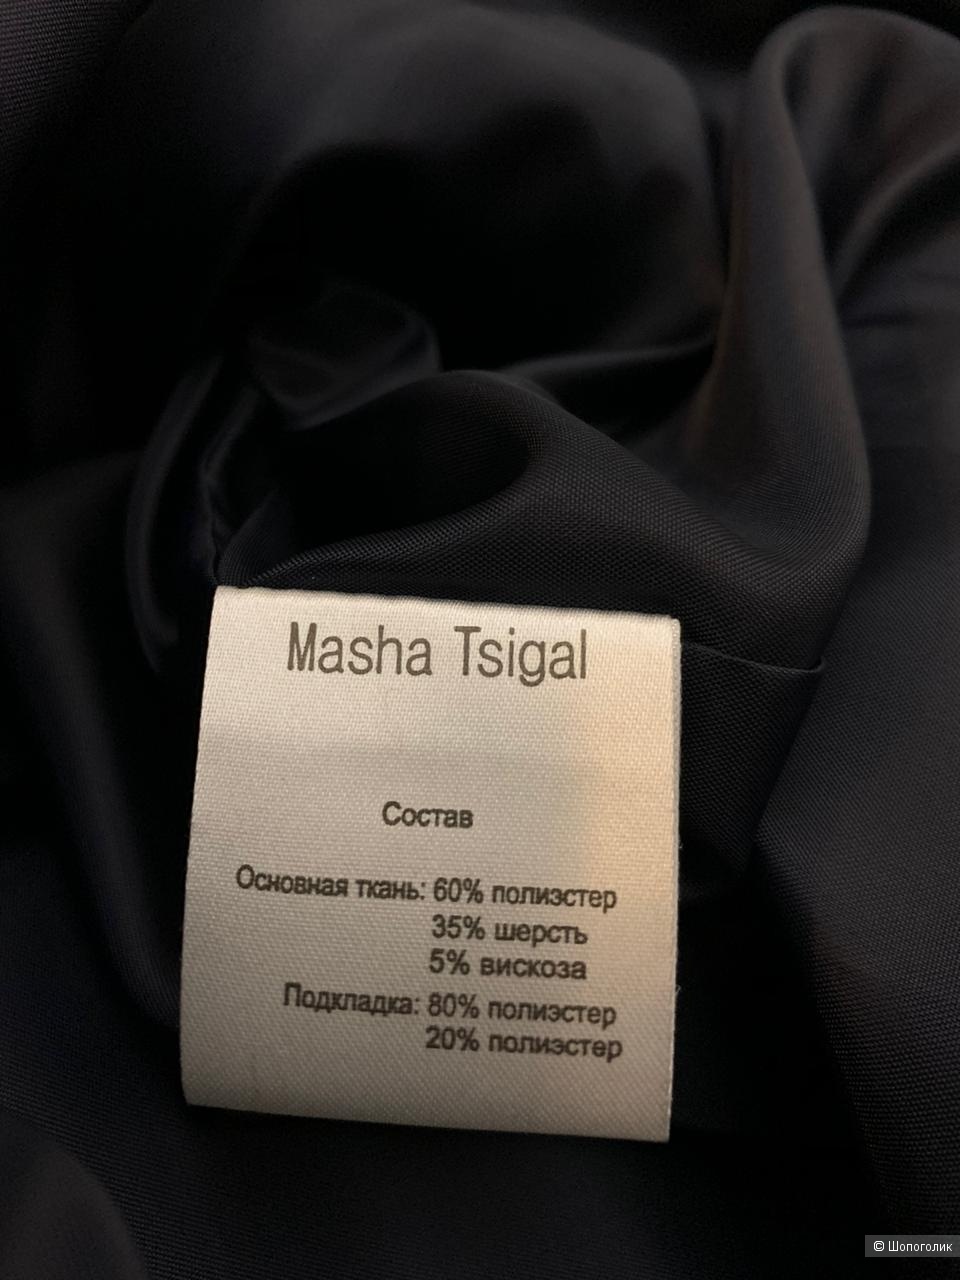 Masha Tsigal
Состав
Основная ткань: 60% полиэстер
35% шерсть
5% вискоза
Подкладка: 80% полиэстер
20% полиэстер
© Шопоголик